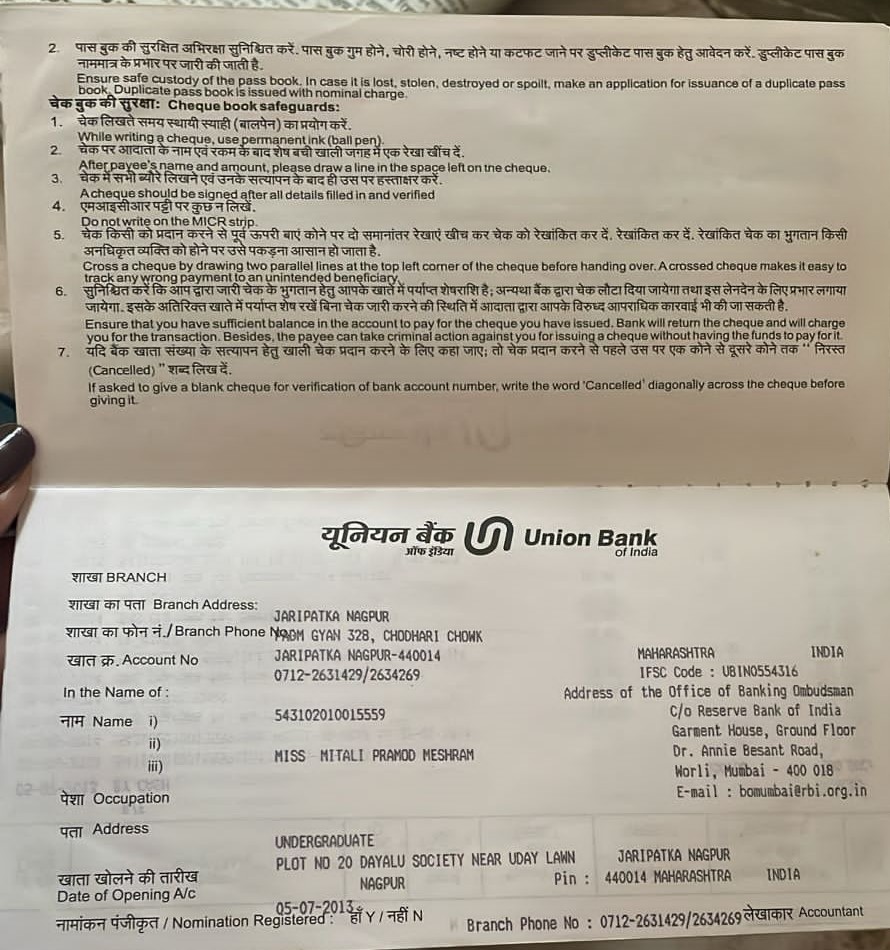 2. पास बुक की सुरक्षित अभिरक्षा सुनिश्चित करें. पास बुक गुम होने, चोरी होने, नष्ट होने या कटफट जाने पर डुप्लीकेट पास बुक हेतु आवेदन करें. डुप्लीकेट पास बुक
नाममात्र के प्रभार पर जारी की जाती है.
Ensure safe custody of the pass book. In case it is lost, stolen, destroyed or spoilt, make an application for issuance of a duplicate pass
book, Duplicate pass book is issued with nominal charge.
चेक बुक की सुरक्षा: Cheque book safeguards:
1. चेक लिखते समय स्थायी स्याही (बालपेन) का प्रयोग करें.
While writing a cheque, use permanent ink (ball pen).
2. चेक पर आदाता के नाम एवं रकम के बाद शेष बची खाली जगह में एक रेखा खींच दें.
After payee's name and amount, please draw a line in the space left on the cheque.
3. चेक में सभी ब्यौरे लिखने एवं उनके सत्यापन के बाद ही उस पर हस्ताक्षर करें.
A cheque should be signed after all details filled in and verified
4. एमआइसीआर पट्टी पर कुछ न लिखें.
Do not write on the MICR strip.
5. चेक किसी को प्रदान करने से पूर्व ऊपरी बाएं कोने पर दो समानांतर रेखाएं खीच कर चेक को रेखांकित कर दें. रेखांकित कर दें. रेखांकित चेक का भुगतान किसी
अनधिकृत व्यक्ति को होने पर उसे पकड़ना आसान हो जाता है.
Cross a cheque by drawing two parallel lines at the top left corner of the cheque before handing over. A crossed cheque makes it easy to
track any wrong payment to an unintended beneficiary.
6. सुनिश्चित करें कि आप द्वारा जारी चेक के भुगतान हेतु आपके खाते में पर्याप्त शेषराशि है; अन्यथा बैंक द्वारा चेक लौटा दिया जायेगा तथा इस लेनदेन के लिए प्रभार लगाया
जायेगा. इसके अतिरिक्त खाते में पर्याप्त शेष रखें बिना चेक जारी करने की स्थिति में आदाता द्वारा आपके विरुध्द आपराधिक कारवाई भी की जा सकती है.
Ensure that you have sufficient balance in the account to pay for the cheque you have issued. Bank will return the cheque and will charge
you for the transaction. Besides, the payee can take criminal action against you for issuing a cheque without having the funds to pay for it.
7. यदि बैंक खाता संख्या के सत्यापन हेतु खाली चेक प्रदान करने के लिए कहा जाए; तो चेक प्रदान करने से पहले उस पर एक कोने से दूसरे कोने तक " निरस्त
(Cancelled) " शब्द लिख दें.
If asked to give a blank cheque for verification of bank account number, write the word 'Cancelled' diagonally across the cheque before
giving it.
यूनियन बैंक Union Bank
ऑफ इंडिया of India
शाखा BRANCH
शाखा का पता Branch Address:
JARIPATKA NAGPUR
शाखा का फोन नं./Branch Phone GYAN 328, CHODHARI CHOWK
खात क्र. Account No JARIPATKA NAGPUR-440014 MAHARASHTRA INDIA
0712-2631429/2634269 IFSC Code : UBIN0554316
In the Name of : Address of the Office of Banking Ombudsman
नाम Name i) 543102010015559 C/o Reserve Bank of India
ii) Garment House, Ground Floor
iii) MISS MITALI PRAMOD MESHRAM Dr. Annie Besant Road,
Worli, Mumbai - 400 018
पेशा Occupation E-mail : bomumbai@rbi.org.in
पता Address
UNDERGRADUATE
PLOT NO 20 DAYALU SOCIETY NEAR UDAY LAWN JARIPATKA NAGPUR
खाता खोलने की तारीख NAGPUR Pin : 440014 MAHARASHTRA INDIA
Date of Opening A/c
05-07-2013
नामांकन पंजीकृत / Nomination Registered : हाँ Y / नहीं N Branch Phone No : 0712-2631429/2634269 लेखाकार Accountant